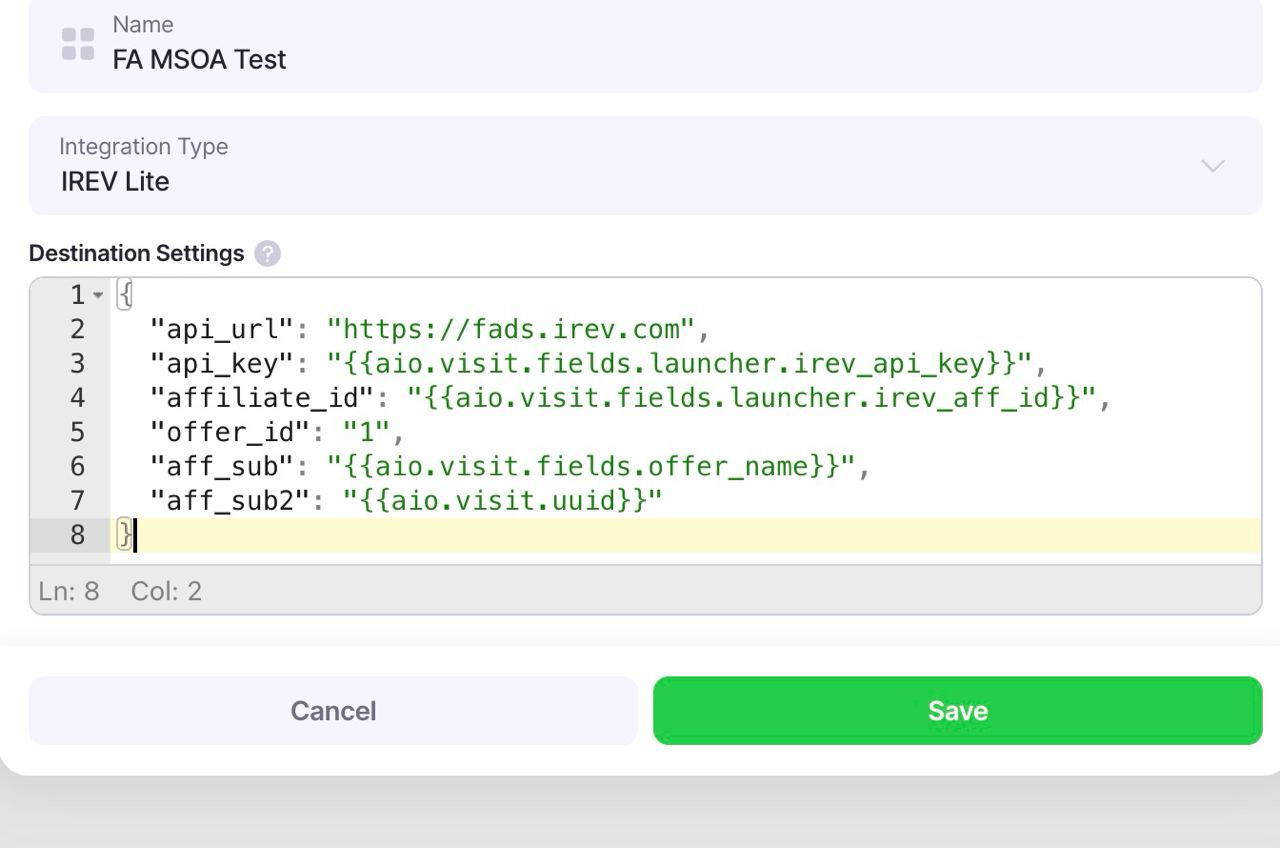 Name
FA MSOA Test
Integration Type
IREV Lite
Destination Settings ?
1 {
2 "api_url": "https://fads.irev.com",
3 "api_key": "{{aio.visit.fields.launcher.irev_api_key}}",
4 "affiliate_id": "{{aio.visit.fields.launcher.irev_aff_id}}",
5 "offer_id": "1",
6 "aff_sub": "{{aio.visit.fields.offer_name}}",
7 "aff_sub2": "{{aio.visit.uuid}}"
8 }
Ln: 8 Col: 2
Cancel Save